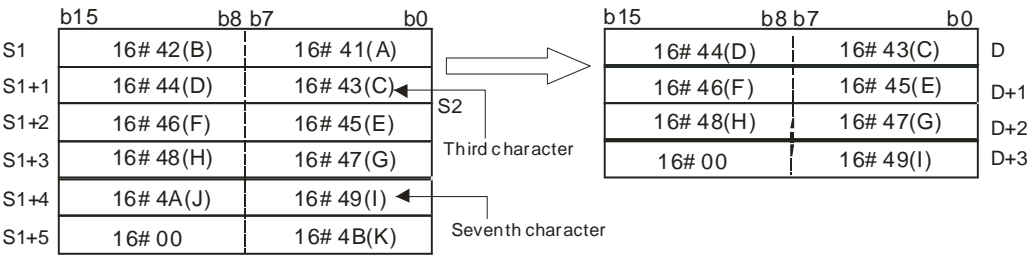 b15 b8 b7 b0 b15 b8 b7 b0
S1 16# 42(B) 16# 41(A) 16# 44(D) 16# 43(C) D
S1+1 16# 44(D) 16# 43(C) S2 16# 46(F) 16# 45(E) D+1
S1+2 16# 46(F) 16# 45(E) Third character 16# 48(H) 16# 47(G) D+2
S1+3 16# 48(H) 16# 47(G) 16# 00 16# 49(I) D+3
S1+4 16# 4A(J) 16# 49(I)
S1+5 16# 00 16# 4B(K) Seventh character